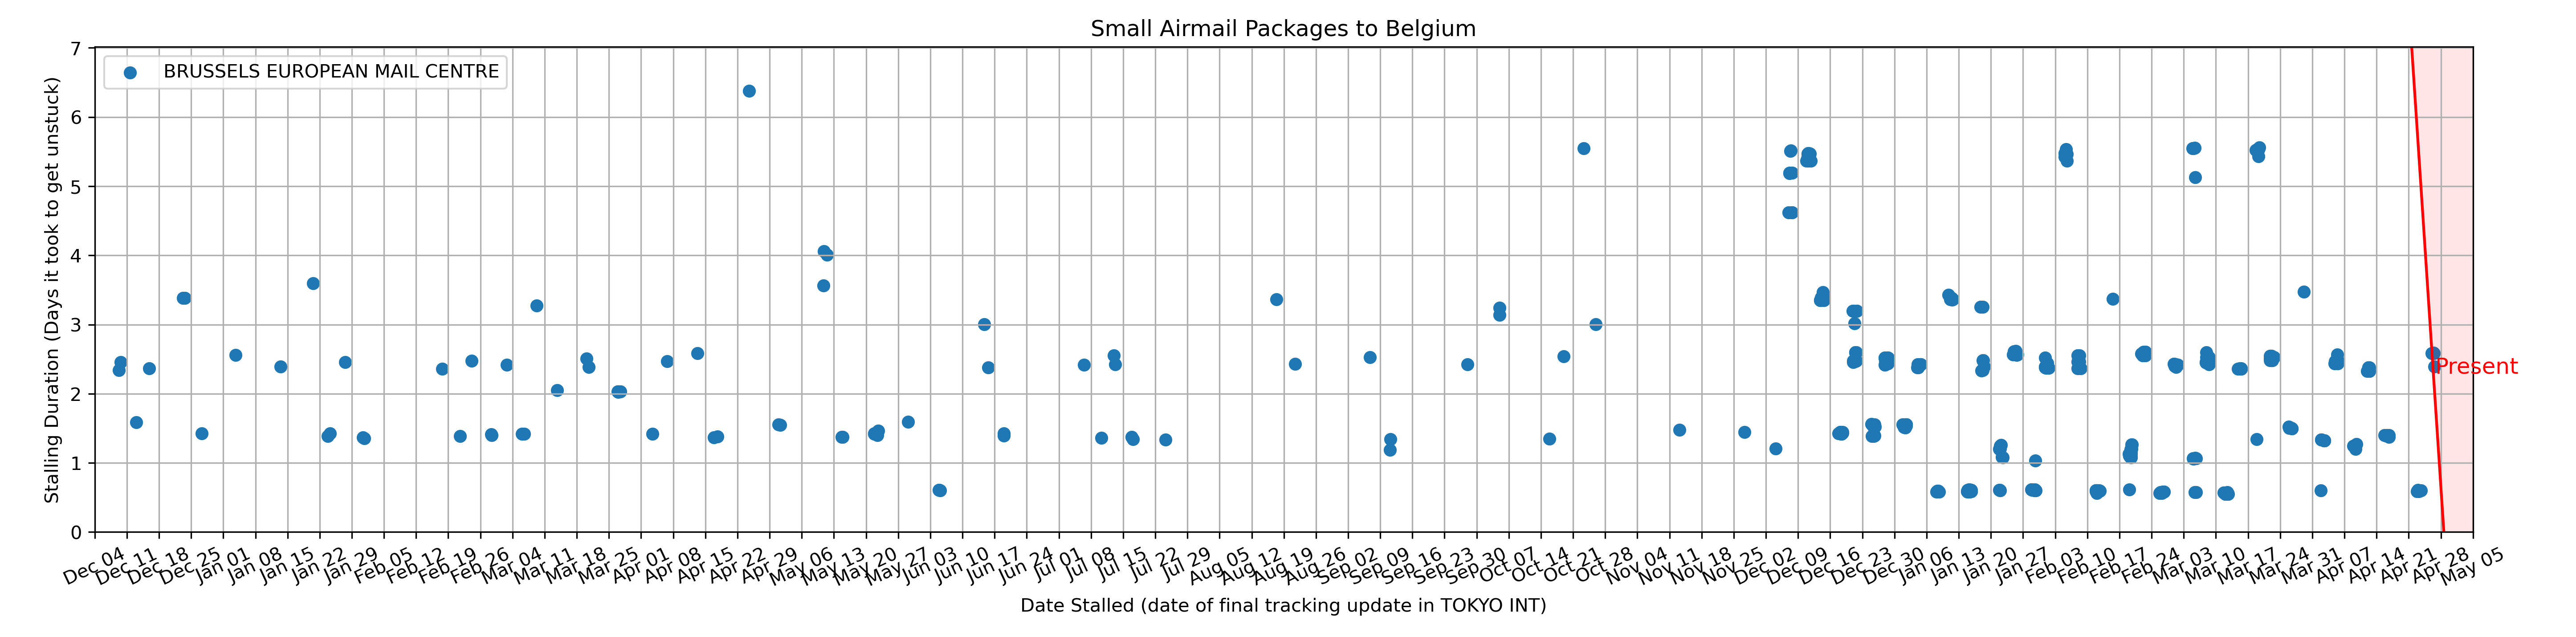 Small Airmail Packages to Belgium
BRUSSELS EUROPEAN MAIL CENTRE
Stalling Duration (Days it took to get unstuck)
7
6
5
4
3
2
1
0
Present
Dec 04
Dec 11
Dec 18
Dec 25
Jan 01
Jan 08
Jan 15
Jan 22
Jan 29
Feb 05
Feb 12
Feb 19
Feb 26
Mar 04
Mar 11
Mar 18
Mar 25
Apr 01
Apr 08
Apr 15
Apr 22
Apr 29
May 06
May 13
May 20
May 27
Jun 03
Jun 10
Jun 17
Jun 24
Jul 01
Jul 08
Jul 15
Jul 22
Jul 29
Aug 05
Aug 12
Aug 19
Aug 26
Sep 02
Sep 09
Sep 16
Sep 23
Sep 30
Oct 07
Oct 14
Oct 21
Oct 28
Nov 04
Nov 11
Nov 18
Nov 25
Dec 02
Dec 09
Dec 16
Dec 23
Dec 30
Jan 06
Jan 13
Jan 20
Jan 27
Feb 03
Feb 10
Feb 17
Feb 24
Mar 03
Mar 10
Mar 17
Mar 24
Mar 31
Apr 07
Apr 14
Apr 21
Apr 28
May 05
Date Stalled (date of final tracking update in TOKYO INT)